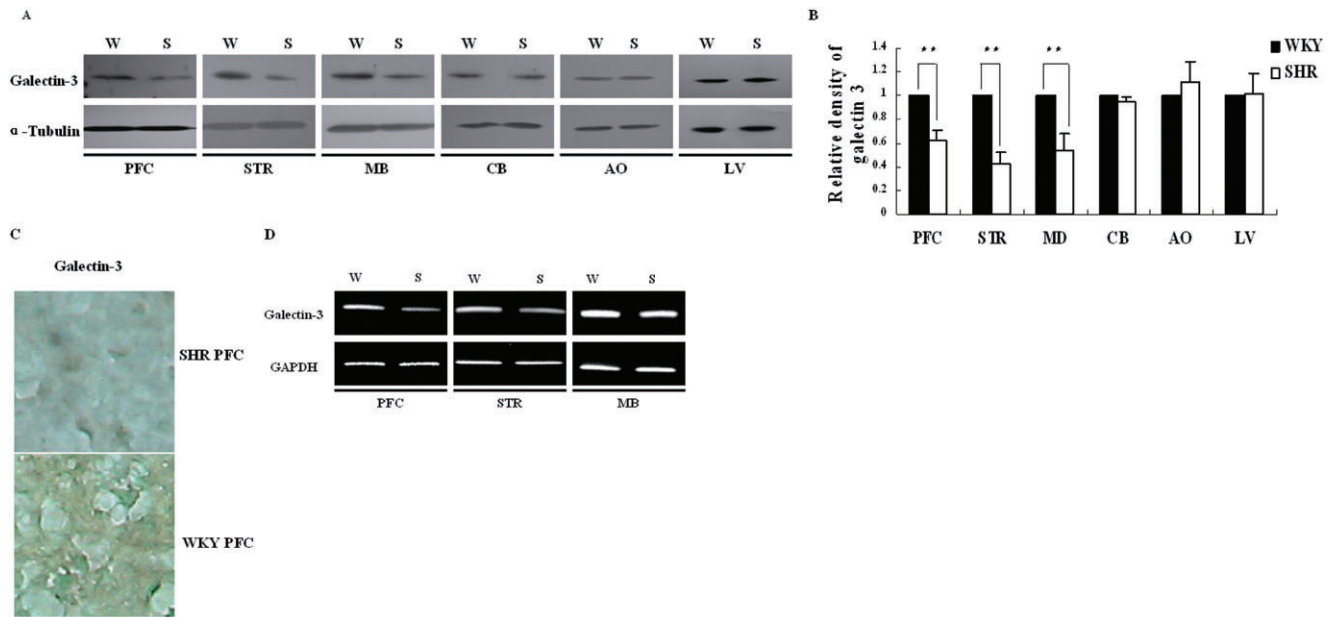 A
W S W S W S W S W S W S
Galectin-3
α-Tubulin
PFC STR MB CB AO LV
B
Relative density of
galectin 3
1.4
1.2
1
0.8
0.6
0.4
0.2
0
** ** **
WKY
SHR
PFC STR MD CB AO LV
C
Galectin-3
SHR PFC
WKY PFC
D
W S W S W S
Galectin-3
GAPDH
PFC STR MB